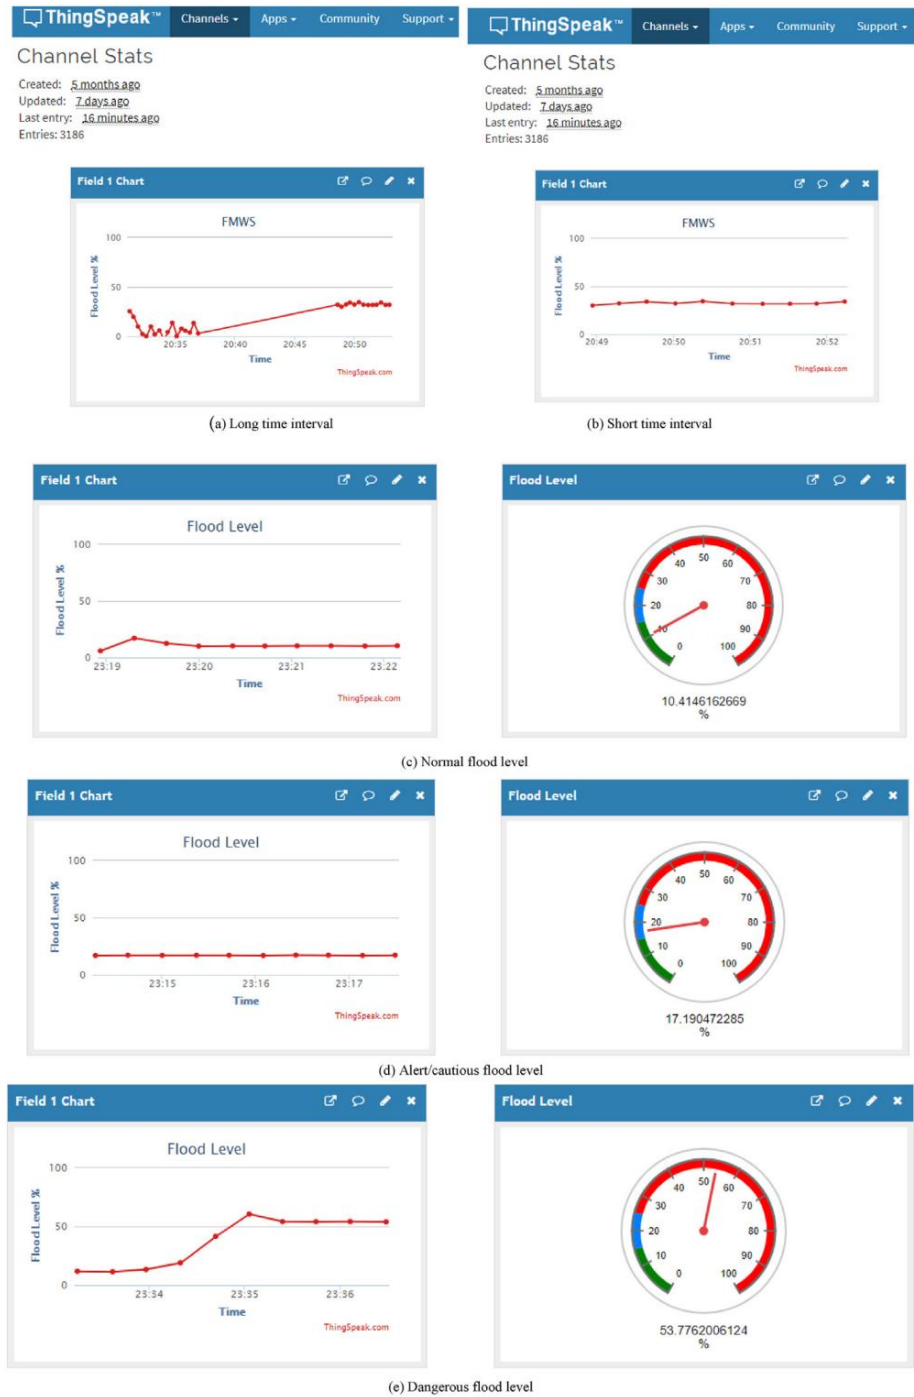 ThingSpeak™ Channels Apps Community Support
Channel Stats
Created: 5 months ago
Updated: 7 days ago
Last entry: 16 minutes ago
Entries: 3186
Field 1 Chart
FMWS
100
50
0
Flood Level %
20:35 20:40 20:45 20:50
Time
ThingSpeak.com
(a) Long time interval
ThingSpeak™ Channels Apps Community Support
Channel Stats
Created: 5 months ago
Updated: 7 days ago
Last entry: 16 minutes ago
Entries: 3186
Field 1 Chart
FMWS
100
50
0
Flood Level %
20:49 20:50 20:51 20:52
Time
ThingSpeak.com
(b) Short time interval
Field 1 Chart
Flood Level
100
50
0
Flood Level %
23:19 23:20 23:21 23:22
Time
ThingSpeak.com
Flood Level
0 10 20 30 40 50 60 70 80 90 100
10.4146162669
%
(c) Normal flood level
Field 1 Chart
Flood Level
100
50
0
Flood Level %
23:15 23:16 23:17
Time
ThingSpeak.com
Flood Level
0 10 20 30 40 50 60 70 80 90 100
17.190472285
%
(d) Alert/cautious flood level
Field 1 Chart
Flood Level
100
50
0
Flood Level %
23:34 23:35 23:36
Time
ThingSpeak.com
Flood Level
0 10 20 30 40 50 60 70 80 90 100
53.7762006124
%
(e) Dangerous flood level